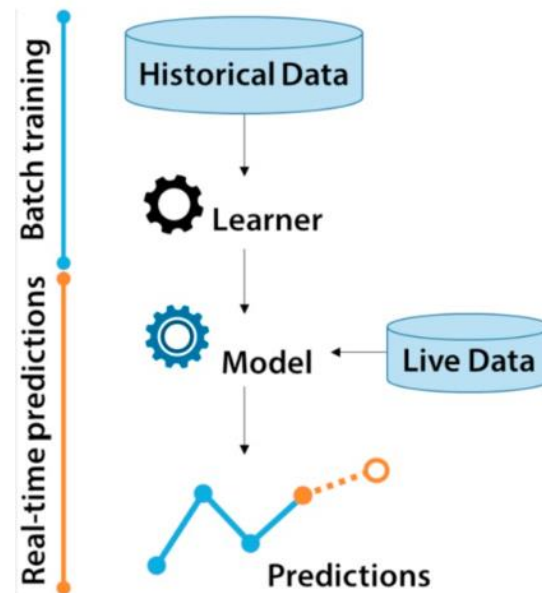 Batch training
Historical Data
Learner
Real-time predictions
Model
Live Data
Predictions